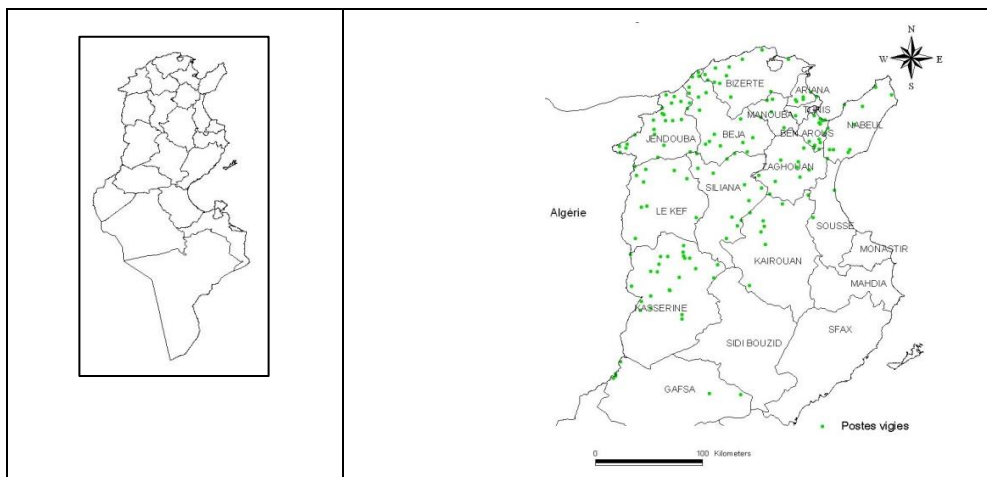 N
W E
S
BIZERTE
ARIANA
TUNIS
MANOUBA
NABEUL
JENDOUBA
BEJA
BEN AROUS
ZAGHOUAN
SILIANA
Algérie
LE KEF
SOUSSE
MONASTIR
KAIROUAN
MAHDIA
KASSERINE
SFAX
SIDI BOUZID
GAFSA
Postes vigies
0 100 Kilometers